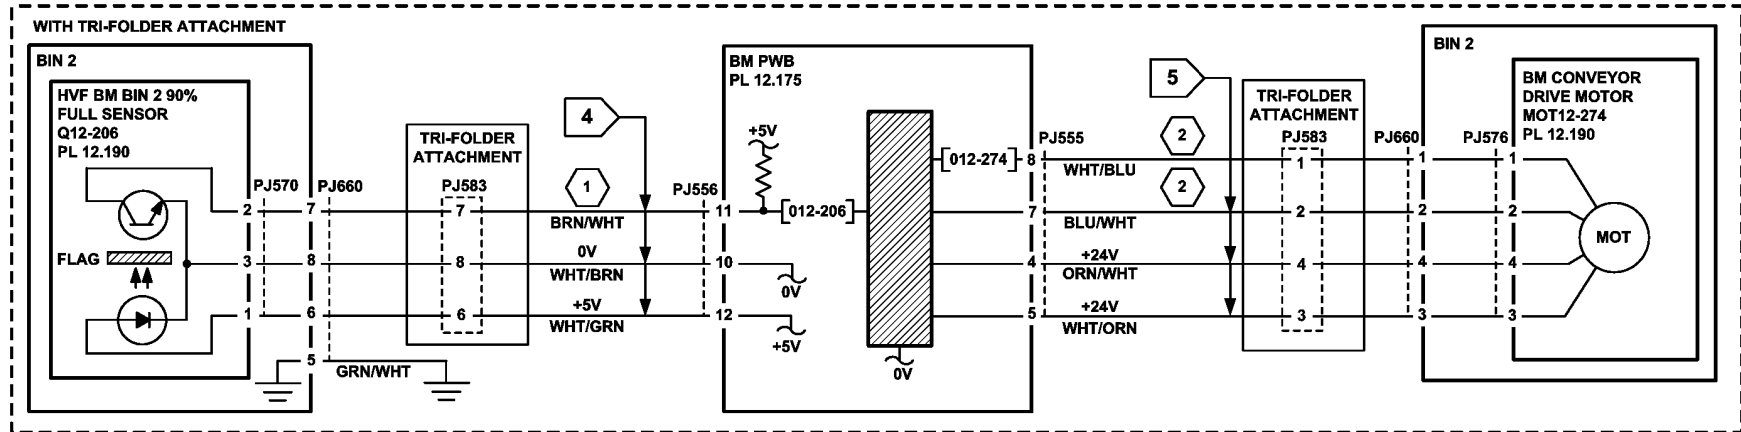 WITH TRI-FOLDER ATTACHMENT
BIN 2
HVF BM BIN 2 90%
FULL SENSOR
Q12-206
PL 12.190
FLAG
2
3
1
PJ570
PJ660
7
8
6
5
GRN/WHT
TRI-FOLDER
ATTACHMENT
PJ583
7
8
6
4
1
BRN/WHT
0V
WHT/BRN
+5V
WHT/GRN
PJ556
11
10
12
BM PWB
PL 12.175
+5V
012-206
0V
+5V
0V
012-274
8
7
4
5
PJ555
WHT/BLU
BLU/WHT
+24V
ORN/WHT
+24V
WHT/ORN
5
2
2
TRI-FOLDER
ATTACHMENT
PJ583
1
2
4
3
PJ660
1
2
4
3
BIN 2
PJ576
1
2
4
3
BM CONVEYOR
DRIVE MOTOR
MOT12-274
PL 12.190
MOT